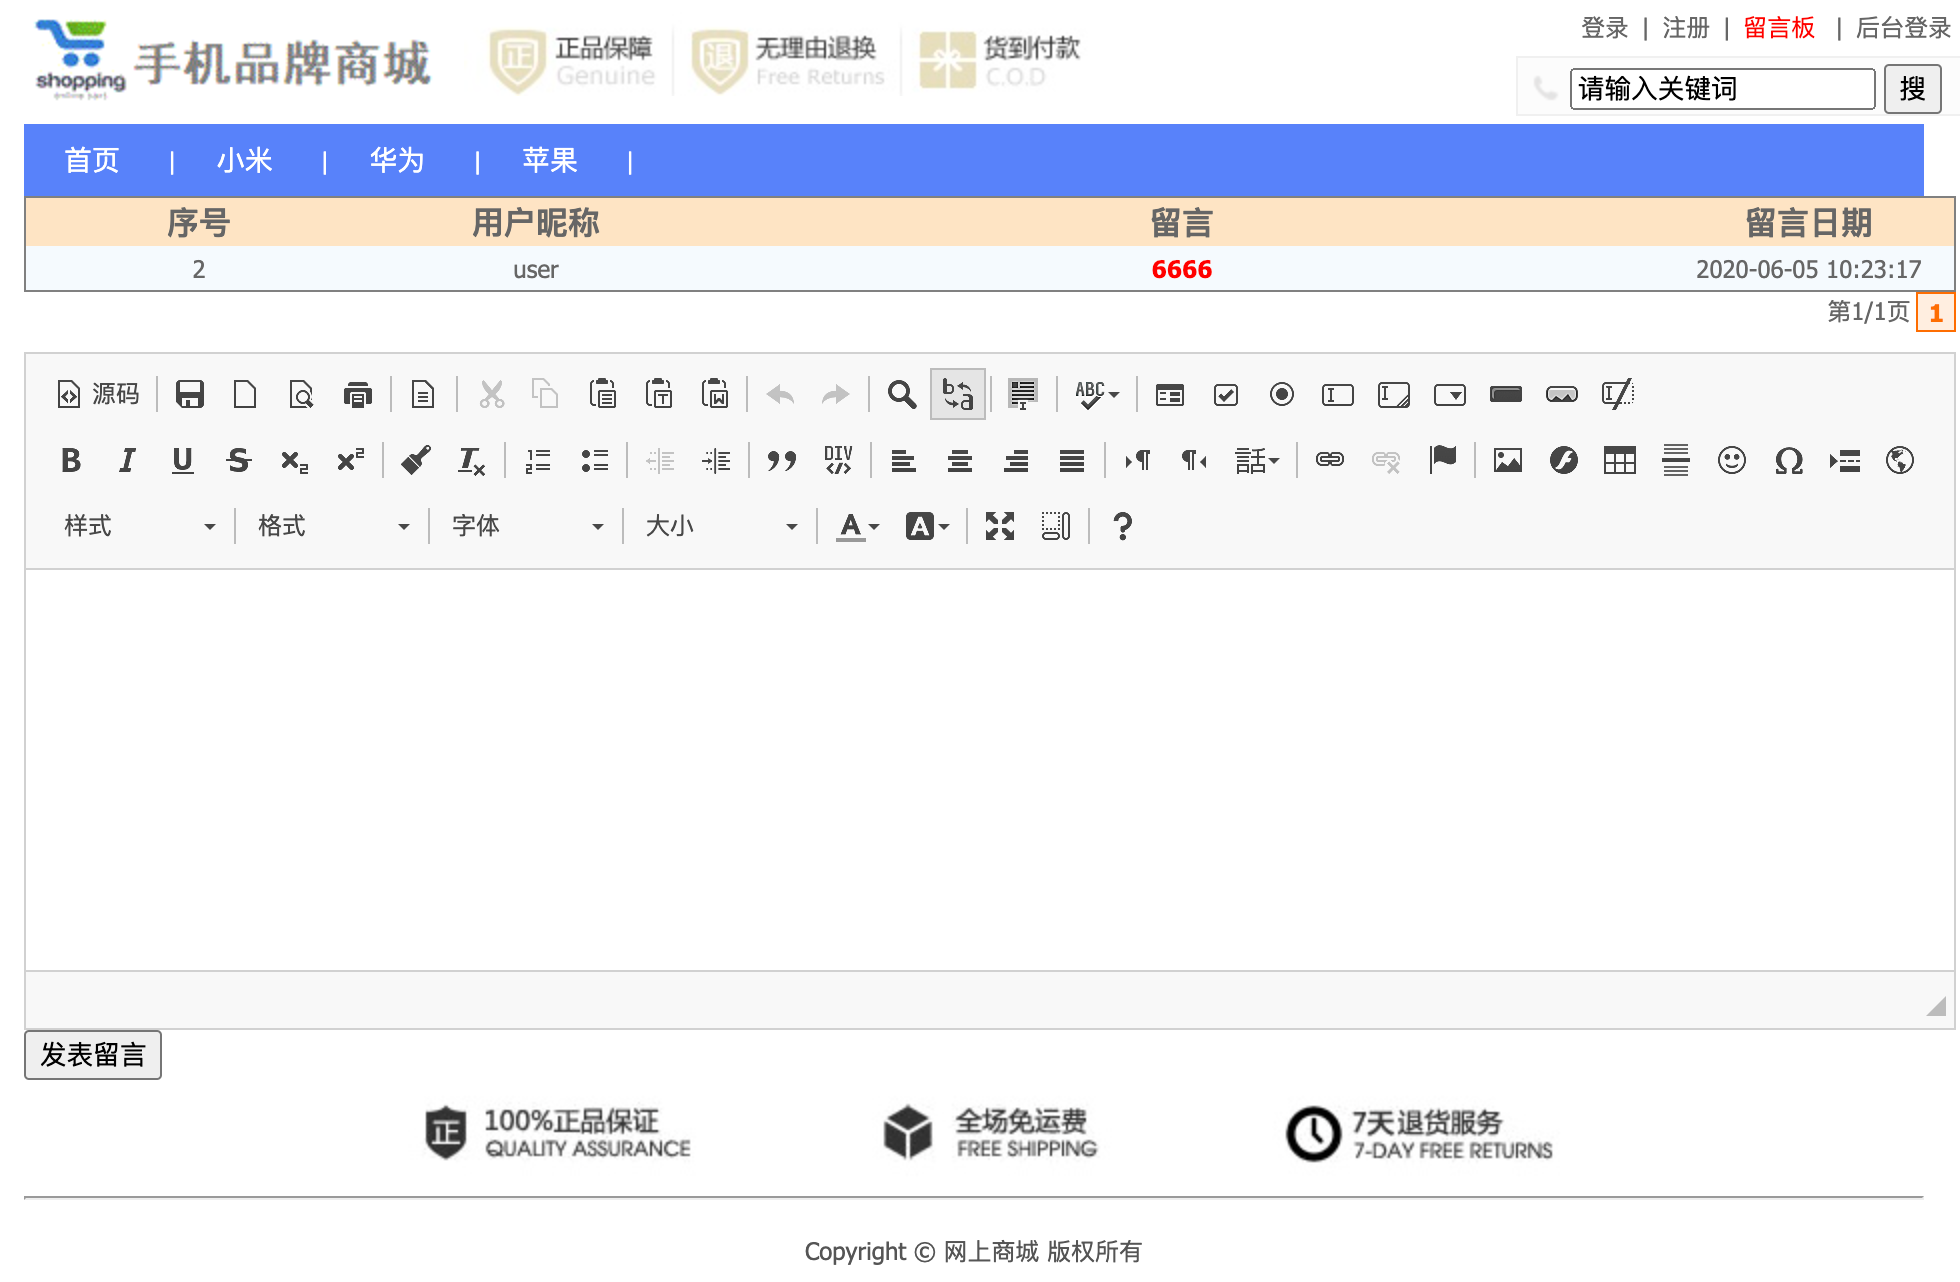 登录 | 注册 | 留言板 | 后台登录
shopping 手机品牌商城 正品保障 无理由退换 货到付款
Genuine Free Returns C.O.D
请输入关键词 搜
首页 | 小米 | 华为 | 苹果 |
序号 用户昵称 留言 留言日期
2 user 6666 2020-06-05 10:23:17
第1/1页 1
源码
样式 格式 字体 大小
发表留言
正 100%正品保证 全场免运费 7天退货服务
QUALITY ASSURANCE FREE SHIPPING 7-DAY FREE RETURNS
Copyright © 网上商城 版权所有